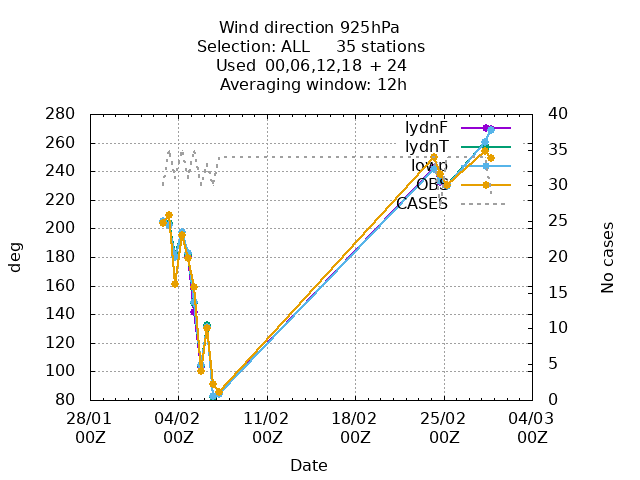 Wind direction 925hPa
Selection: ALL 35 stations
Used 00,06,12,18 + 24
Averaging window: 12h
280 40
260 35
240 30
220 25
200 20
180 15
160 10
140 5
120 0
100
80
lydnF
lydnT
lowp
OBS
CASES
deg
No cases
28/01 04/02 11/02 18/02 25/02 04/03
00Z 00Z 00Z 00Z 00Z 00Z
Date